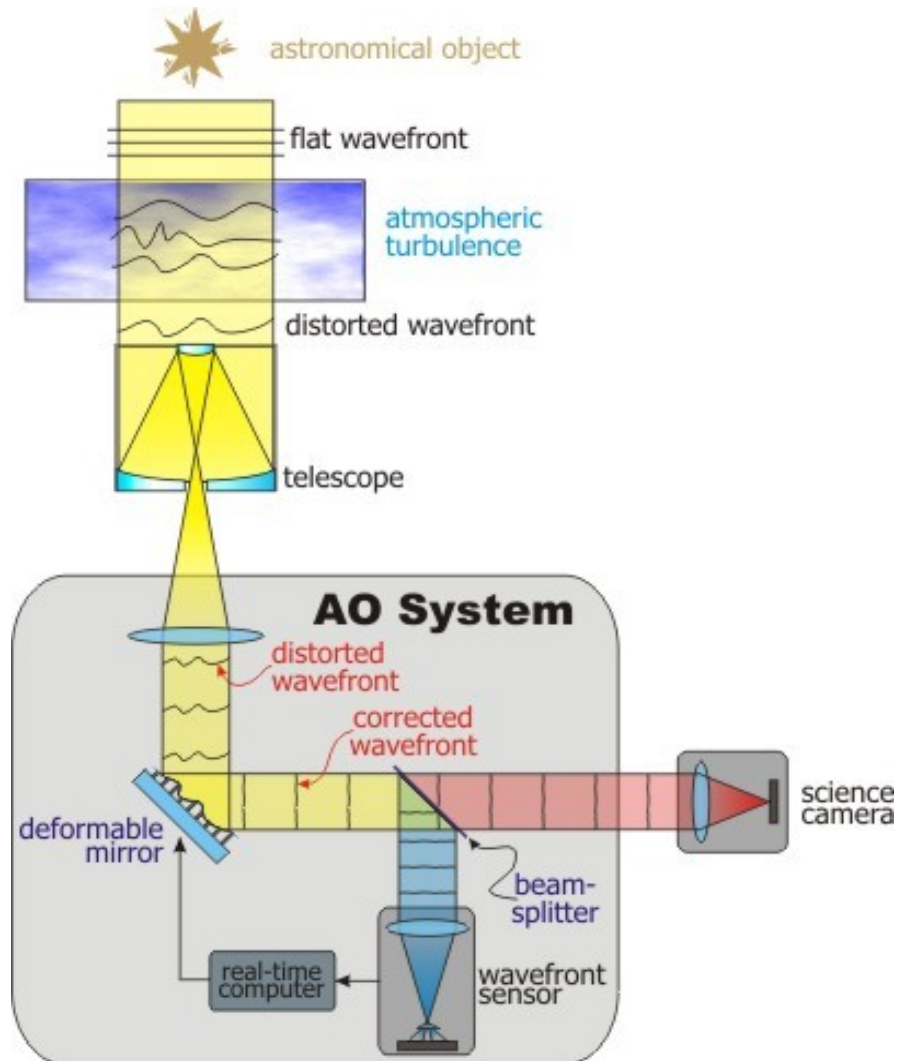 astronomical object
flat wavefront
atmospheric
turbulence
distorted wavefront
telescope
AO System
distorted
wavefront
corrected
wavefront
deformable
mirror
science
camera
beam-
splitter
real-time
computer
wavefront
sensor